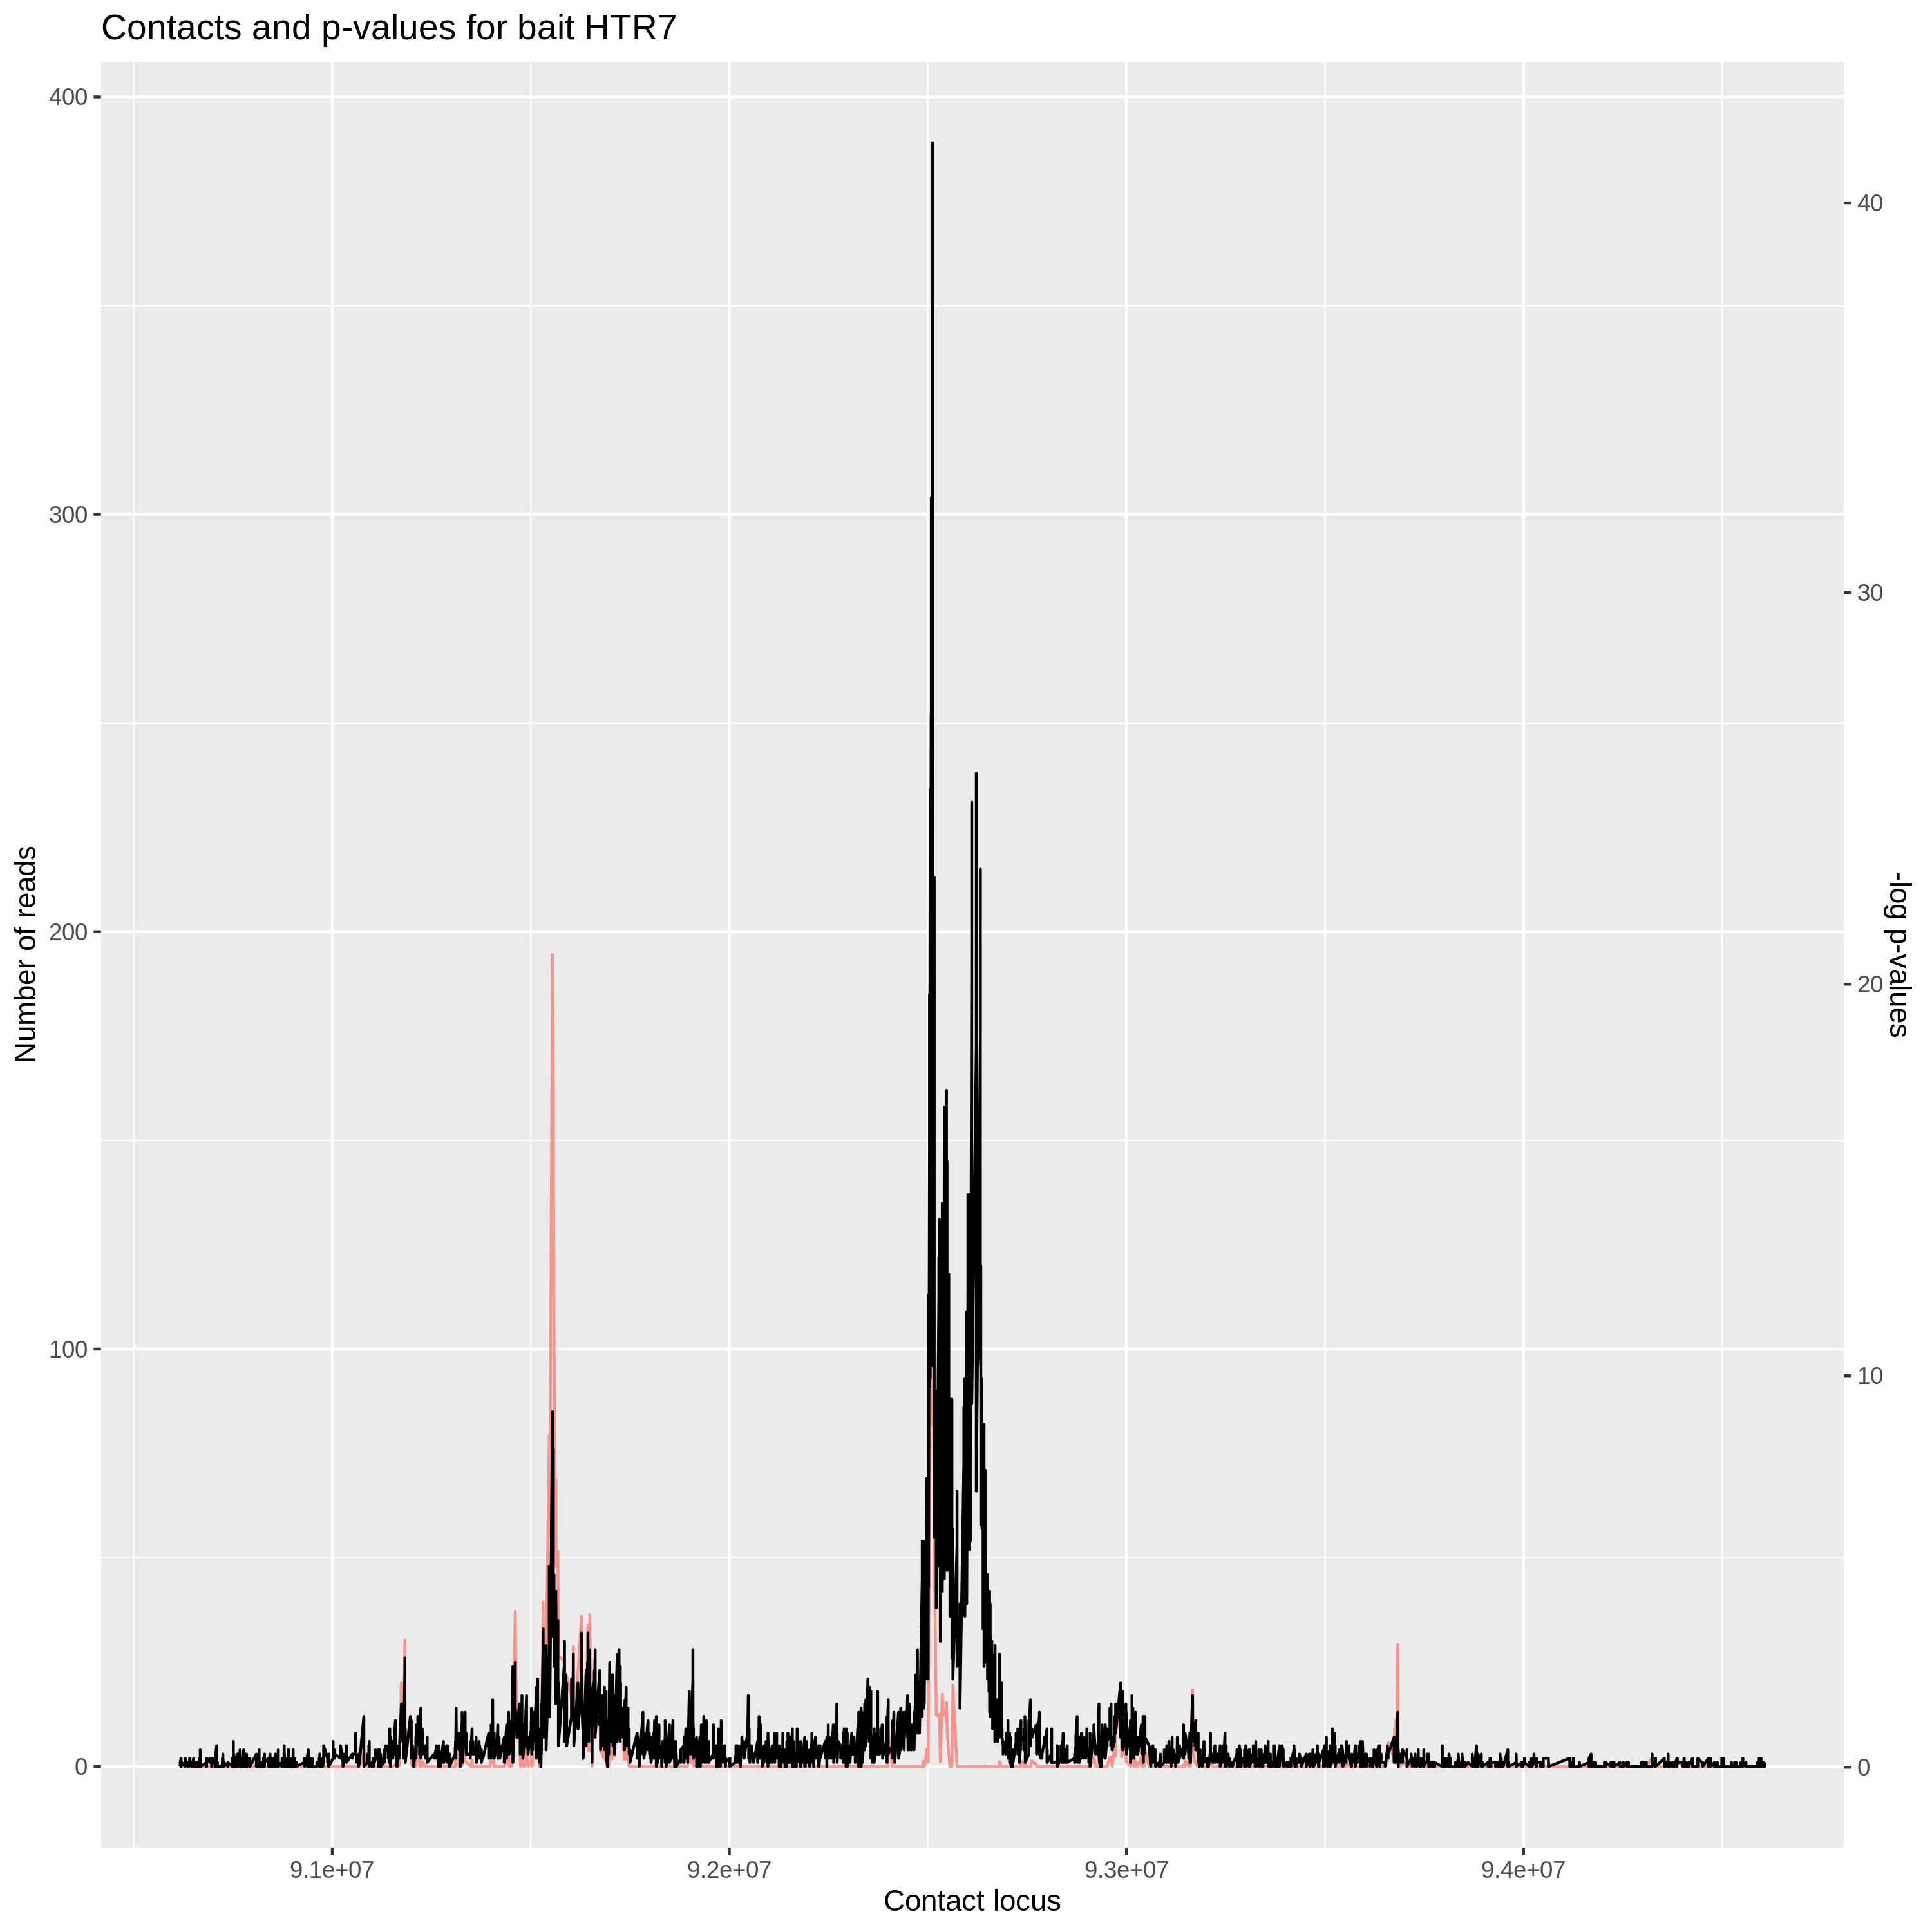 Contacts and p-values for bait HTR7
400
300
200
100
0
Number of reads
40
30
20
10
0
-log p-values
9.1e+07
9.2e+07
9.3e+07
9.4e+07
Contact locus